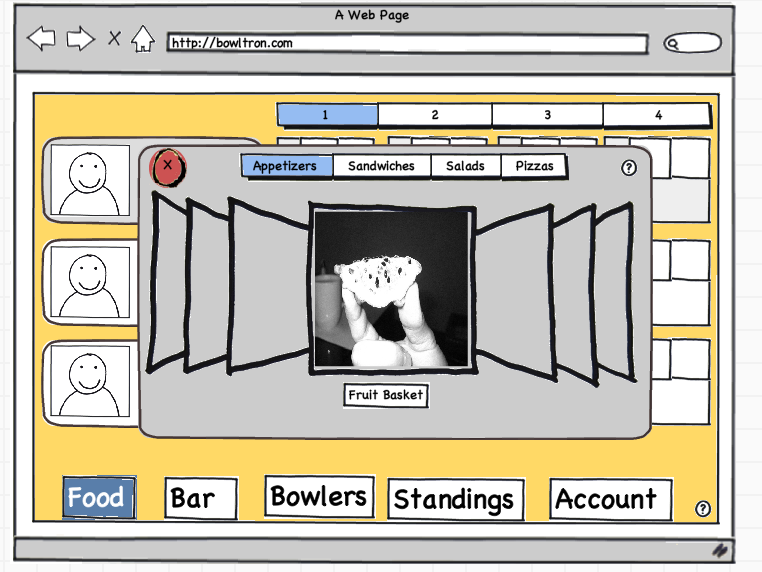 A Web Page
X
http://bowltron.com
1 2 3 4
X
Appetizers Sandwiches Salads Pizzas ?
Fruit Basket
Food Bar Bowlers Standings Account ?